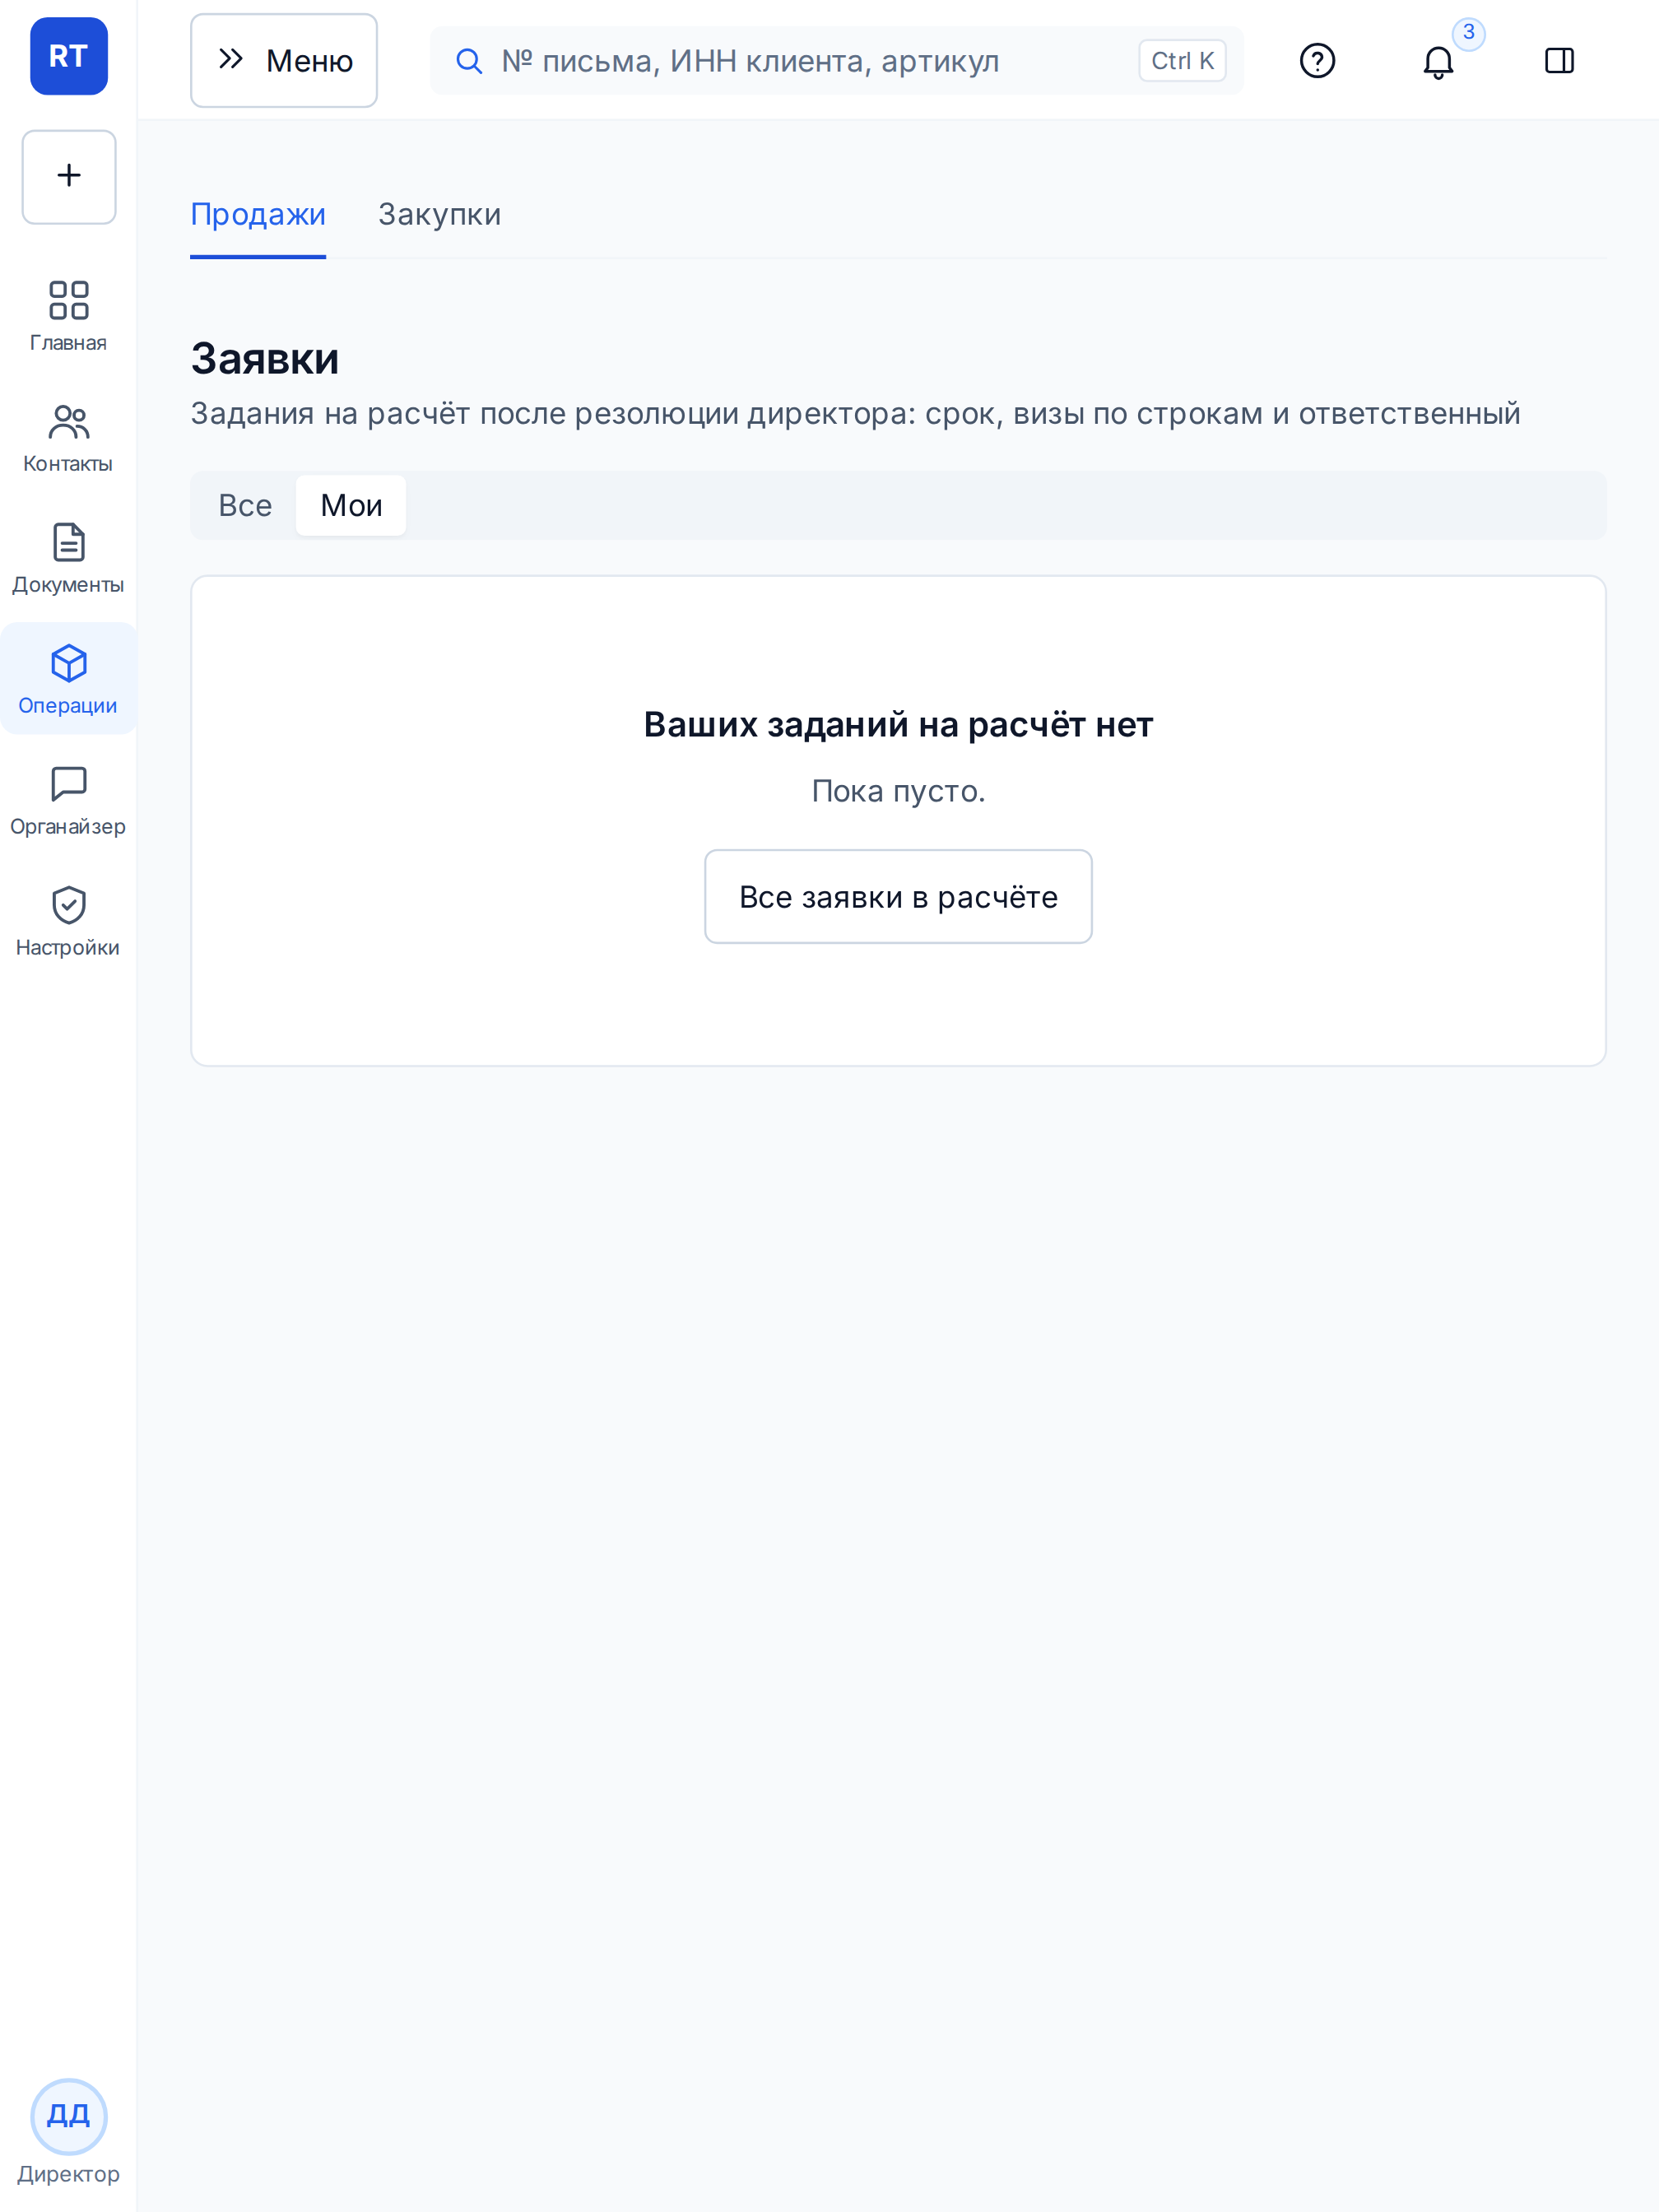 RT
Меню
№ письма, ИНН клиента, артикул
Ctrl K
3
Главная
Контакты
Документы
Операции
Органайзер
Настройки
Продажи
Закупки
Заявки
Задания на расчёт после резолюции директора: срок, визы по строкам и ответственный
Все
Мои
Ваших заданий на расчёт нет
Пока пусто.
Все заявки в расчёте
ДД
Директор